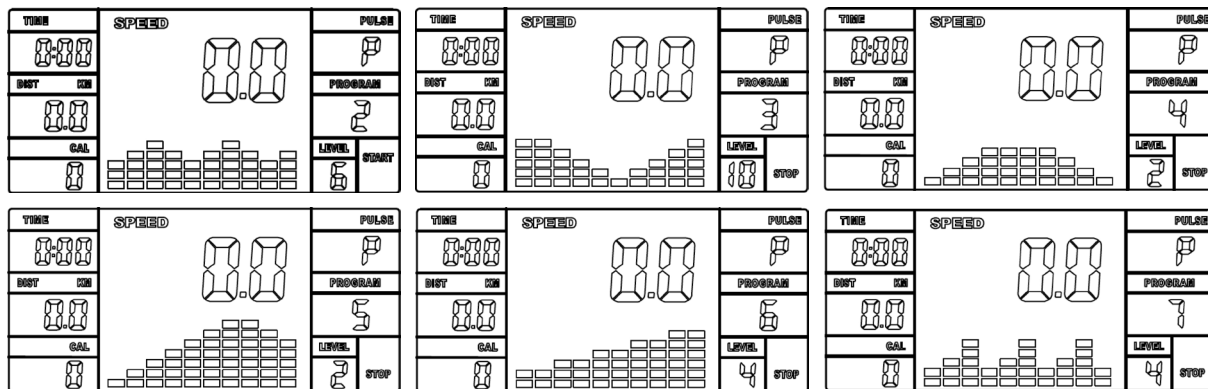 TIME SPEED PULSE
0:00 0.0 P
DIST KM PROGRAM
0.0 2
CAL LEVEL START
0 6
TIME SPEED PULSE
0:00 0.0 P
DIST KM PROGRAM
0.0 3
CAL LEVEL
0 10 STOP
TIME SPEED PULSE
0:00 0.0 P
DIST KM PROGRAM
0.0 4
CAL LEVEL
0 2 STOP
TIME SPEED PULSE
0:00 0.0 P
DIST KM PROGRAM
0.0 5
CAL LEVEL
0 2 STOP
TIME SPEED PULSE
0:00 0.0 P
DIST KM PROGRAM
0.0 6
CAL LEVEL
0 4 STOP
TIME SPEED PULSE
0:00 0.0 P
DIST KM PROGRAM
0.0 7
CAL LEVEL
0 4 STOP